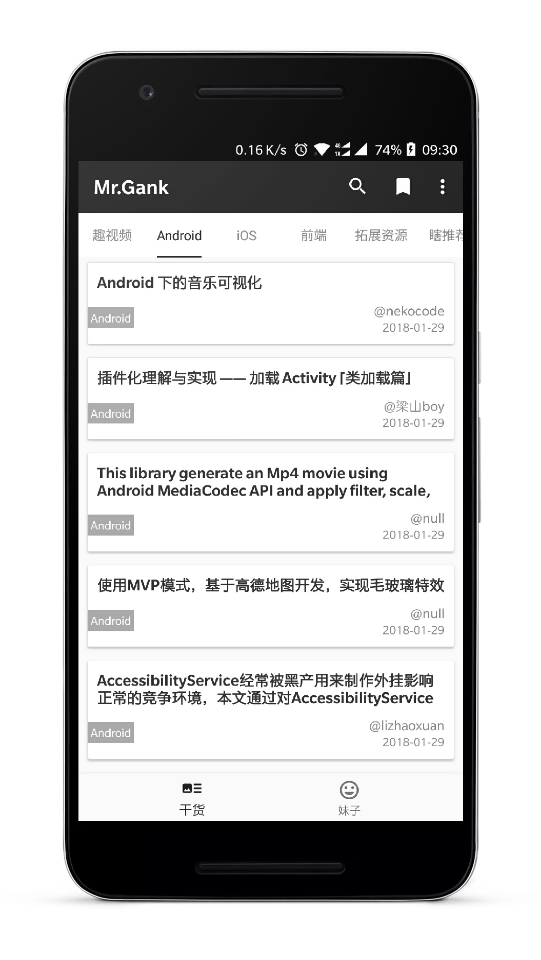 0.16 K/s 74% 09:30
Mr.Gank
趣视频 Android iOS 前端 拓展资源 瞎推荐
Android 下的音乐可视化
@nekocode
Android
2018-01-29
插件化理解与实现 —— 加载 Activity「类加载篇」
@梁山boy
Android
2018-01-29
This library generate an Mp4 movie using
Android MediaCodec API and apply filter, scale,
@null
Android
2018-01-29
使用MVP模式，基于高德地图开发，实现毛玻璃特效
@null
Android
2018-01-29
AccessibilityService经常被黑产用来制作外挂影响
正常的竞争环境，本文通过对AccessibilityService
@lizhaoxuan
Android
2018-01-29
干货 妹子